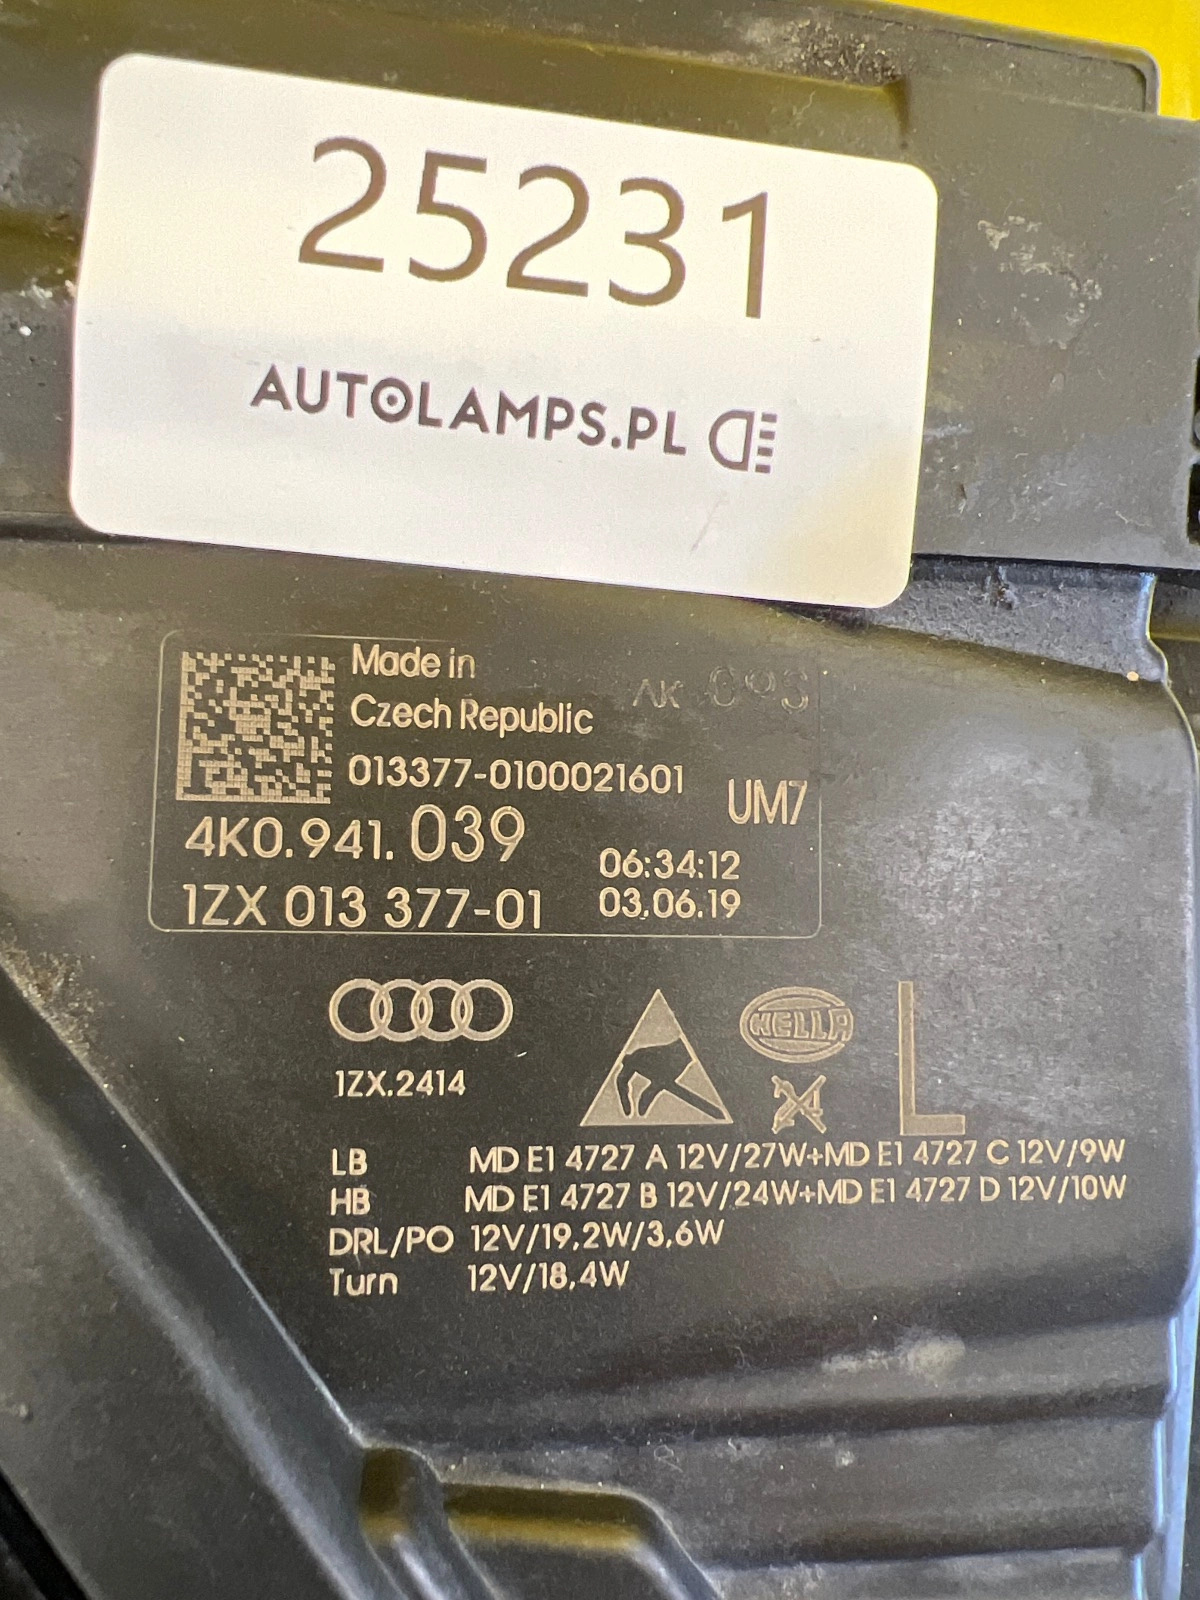 25231
AUTOLAMPS.PL
Made in
Czech Republic
013377-0100021601
UM7
4K0.941.039
06:34:12
1ZX 013 377-01
03.06.19
HELLA
L
1ZX.2414
LB MD E1 4727 A 12V/27W+MD E1 4727 C 12V/9W
HB MD E1 4727 B 12V/24W+MD E1 4727 D 12V/10W
DRL/PO 12V/19,2W/3,6W
Turn 12V/18,4W